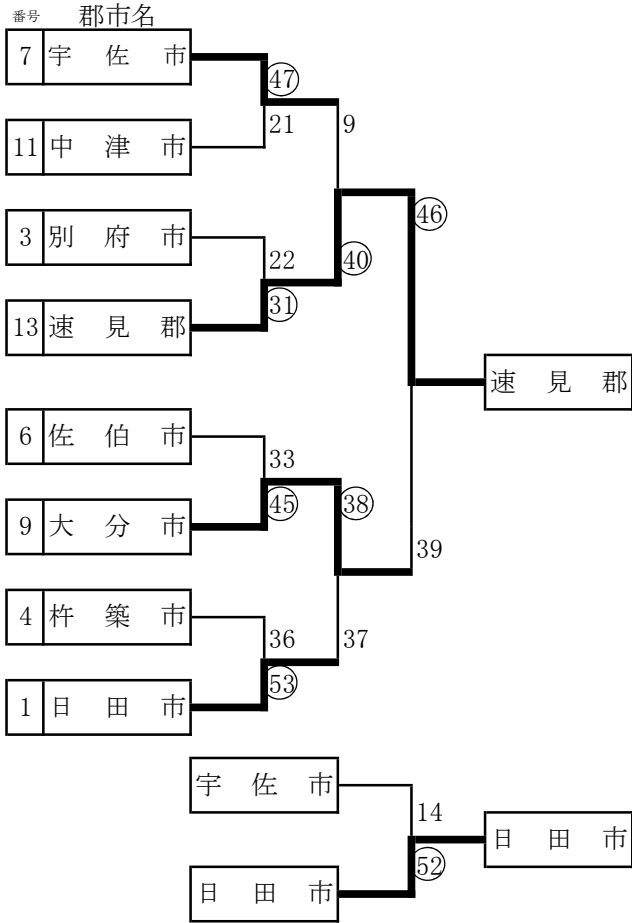 番号 郡市名
7 宇佐市
㊼
21
9
11 中津市
㊻
3 別府市
22
㊵
㉛
13 速見郡
速見郡
6 佐伯市
33
㊺
㊳
9 大分市
39
4 杵築市
36
37
53
1 日田市
宇佐市
14
日田市
52
日田市